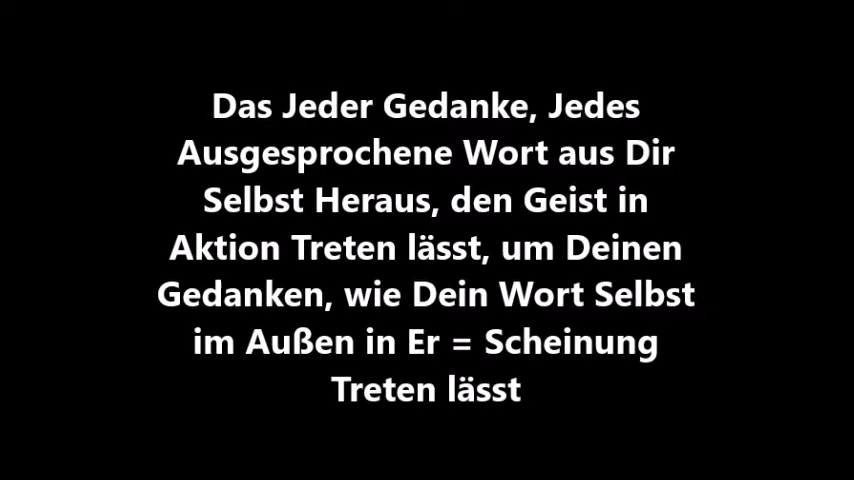 Das Jeder Gedanke, Jedes
Ausgesprochene Wort aus Dir
Selbst Heraus, den Geist in
Aktion Treten lässt, um Deinen
Gedanken, wie Dein Wort Selbst
im Außen in Er = Scheinung
Treten lässt